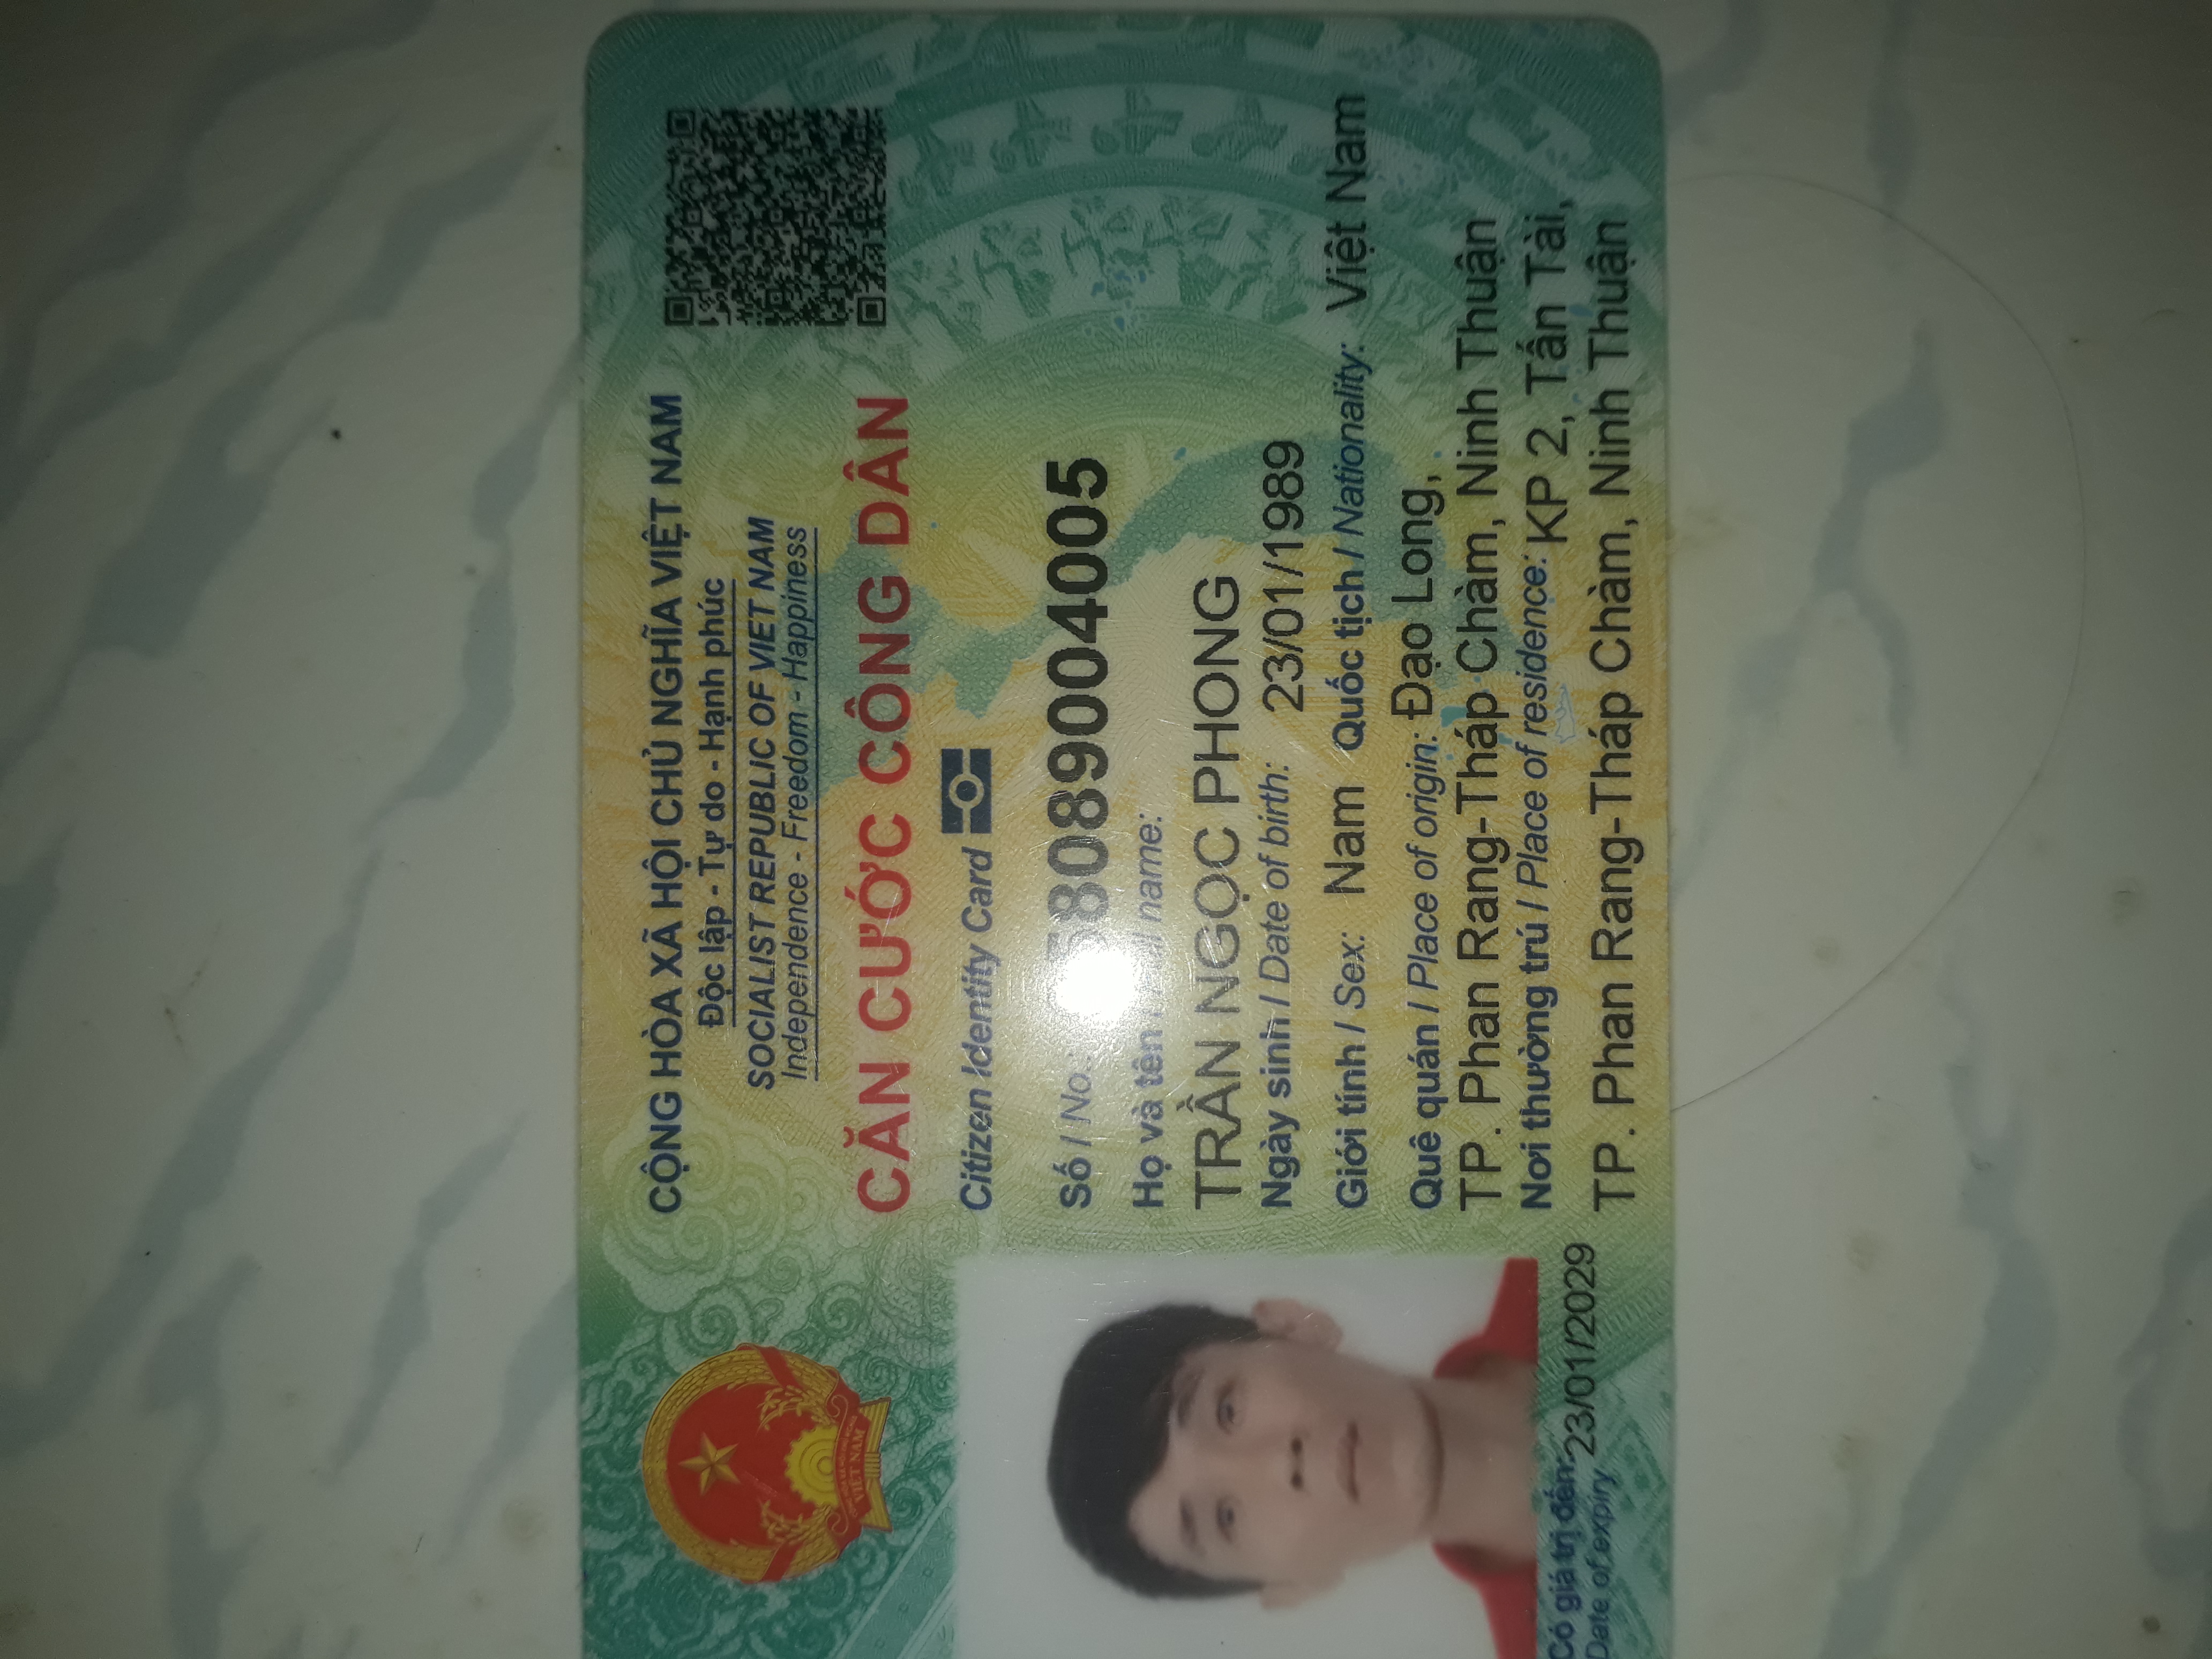 CỘNG HÒA XÃ HỘI CHỦ NGHĨA VIỆT NAM
Độc lập - Tự do - Hạnh phúc
SOCIALIST REPUBLIC OF VIET NAM
Independence - Freedom - Happiness
CĂN CƯỚC CÔNG DÂN
Citizen Identity Card
Số / No.: 58089004005
Họ và tên name:
TRẦN NGỌC PHONG
Ngày sinh / Date of birth: 23/01/1989
Giới tính / Sex: Nam Quốc tịch / Nationality: Việt Nam
Quê quán / Place of origin: Đạo Long,
TP. Phan Rang-Tháp Chàm, Ninh Thuận
Nơi thường trú / Place of residence: KP 2, Tấn Tài,
TP. Phan Rang-Tháp Chàm, Ninh Thuận
Có giá trị đến: 23/01/2029
Date of expiry
VIỆT NAM